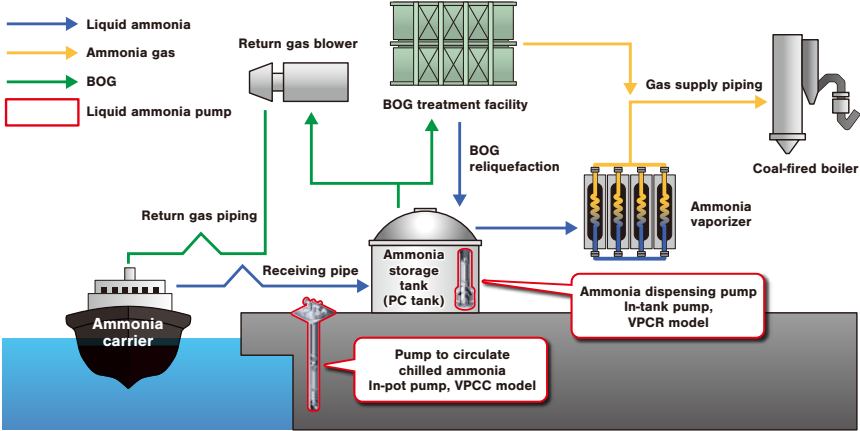 Liquid ammonia
Ammonia gas
BOG
Liquid ammonia pump
Return gas blower
BOG treatment facility
Gas supply piping
Coal-fired boiler
BOG
reliquefaction
Ammonia
vaporizer
Return gas piping
Receiving pipe
Ammonia
storage
tank
(PC tank)
Ammonia
carrier
Ammonia dispensing pump
In-tank pump,
VPCR model
Pump to circulate
chilled ammonia
In-pot pump, VPCC model